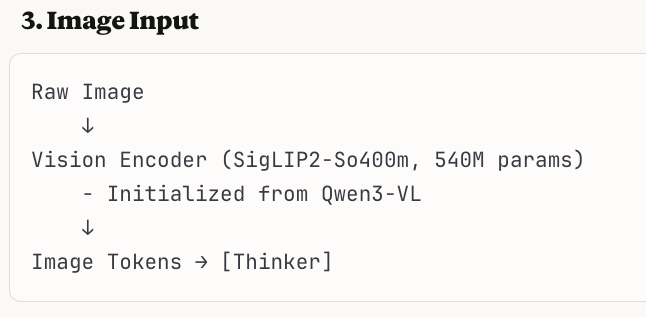 3. Image Input
Raw Image
↓
Vision Encoder (SigLIP2-So400m, 540M params)
- Initialized from Qwen3-VL
↓
Image Tokens → [Thinker]